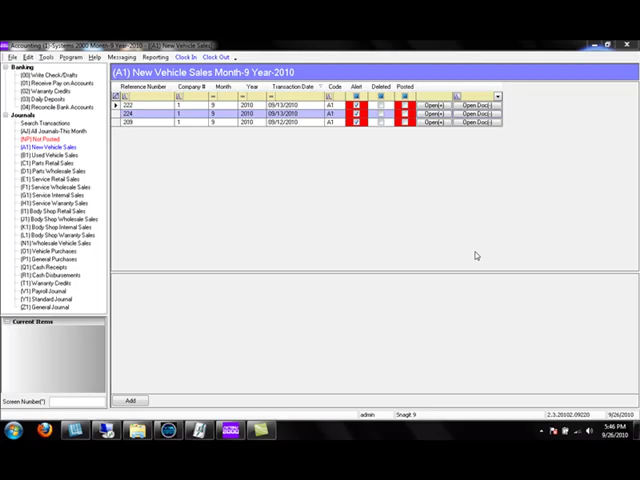 Accounting (1)-Systems 2000 Month-9 Year-2010 - [(A1) New Vehicle Sales]
File Edit Tools Program Help Messaging Reporting Clock In Clock Out
Banking
(00) Write Check/Drafts
(01) Receive Pay on Accounts
(02) Warranty Credits
(03) Daily Deposits
(04) Reconcile Bank Accounts
Journals
Search Transactions
(AJ) All Journals-This Month
(NP) Not Posted
(A1) New Vehicle Sales
(B1) Used Vehicle Sales
(C1) Parts Retail Sales
(D1) Parts Wholesale Sales
(E1) Service Retail Sales
(F1) Service Wholesale Sales
(G1) Service Internal Sales
(H1) Service Warranty Sales
(I1) Body Shop Retail Sales
(J1) Body Shop Wholesale Sales
(K1) Body Shop Internal Sales
(L1) Body Shop Warranty Sales
(N1) Wholesale Vehicle Sales
(O1) Vehicle Purchases
(P1) General Purchases
(Q1) Cash Receipts
(R1) Cash Disbursements
(T1) Warranty Credits
(V1) Payroll Journal
(Y1) Standard Journal
(Z1) General Journal
Current Items
Screen Number(*)
(A1) New Vehicle Sales Month-9 Year-2010
Reference Number Company # Month Year Transaction Date Code Alert Deleted Posted
222 1 9 2010 09/13/2010 A1 Open(+) Open Doc(-)
224 1 9 2010 09/13/2010 A1 Open(+) Open Doc(-)
209 1 9 2010 09/12/2010 A1 Open(+) Open Doc(-)
Add
admin Snagit 9 2.3.20102.09220 9/26/2010
5:46 PM
9/26/2010